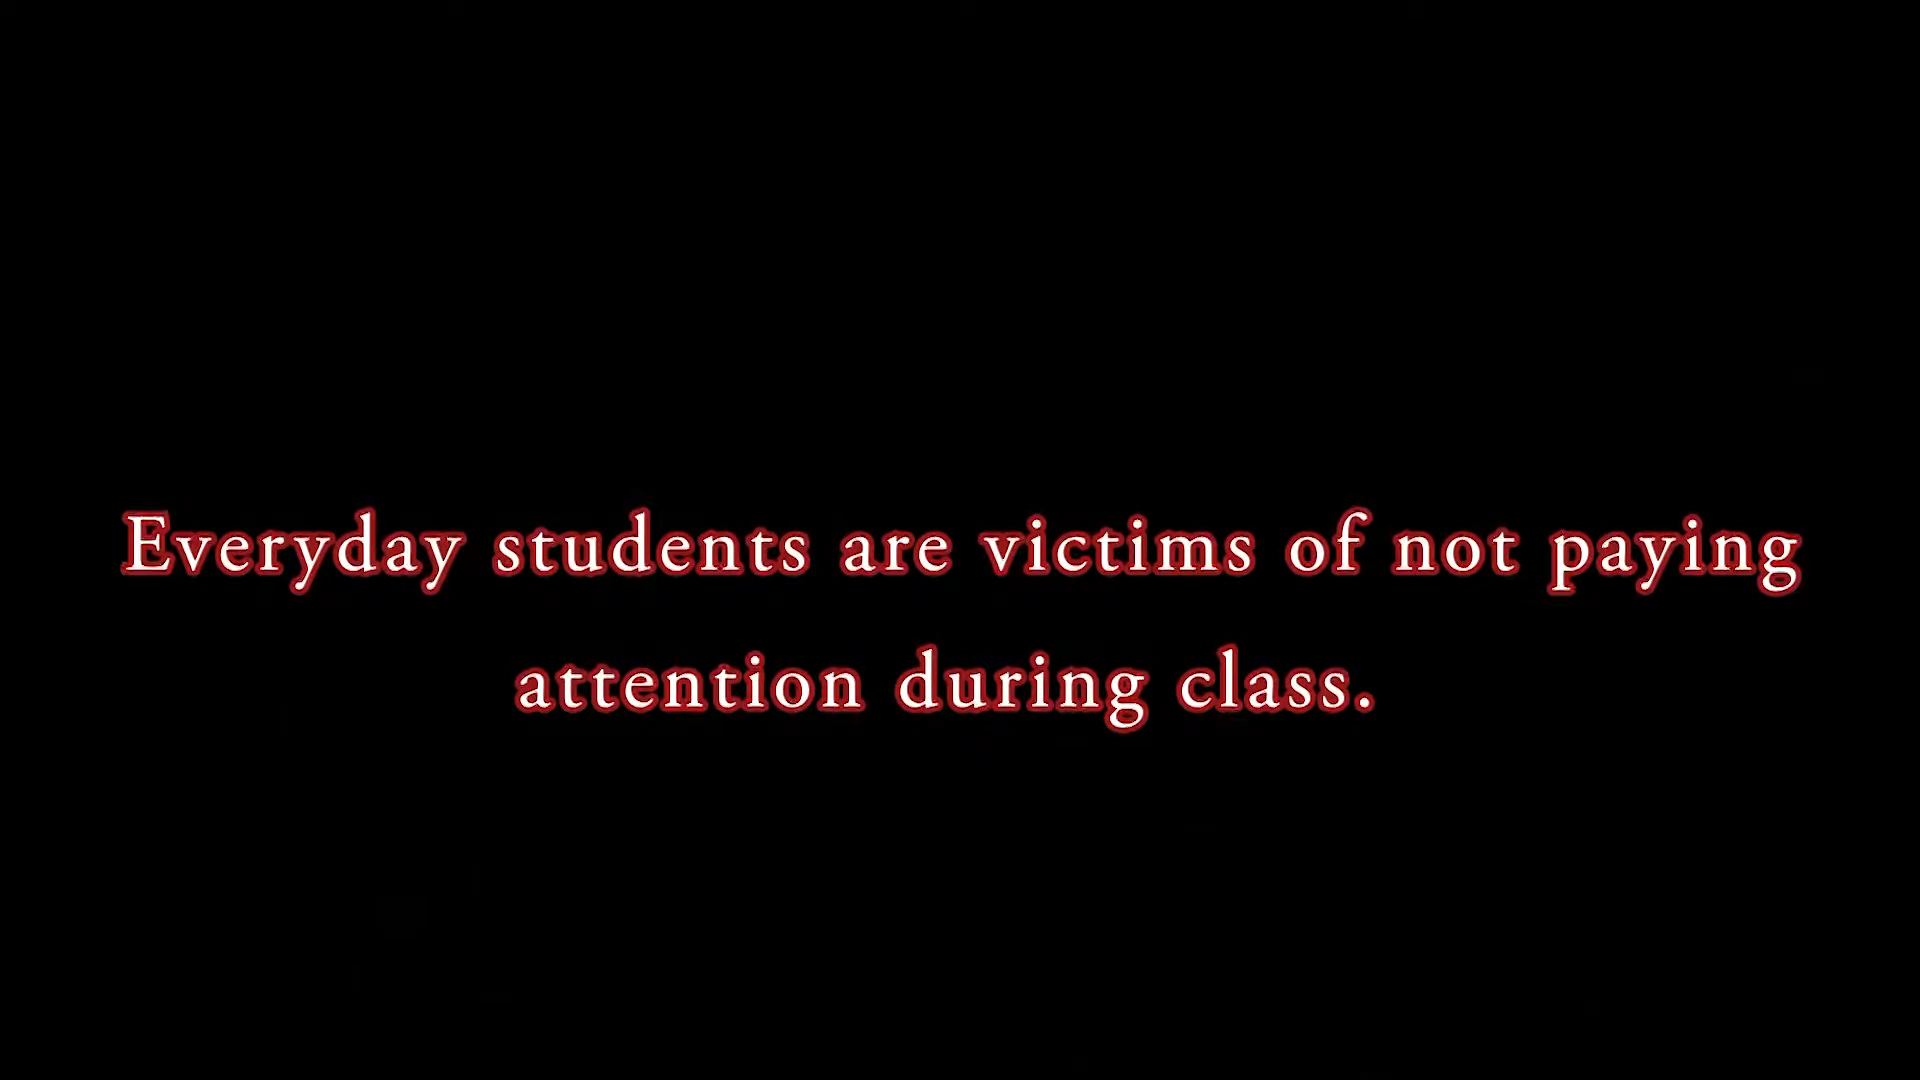 Everyday students are victims of not paying
attention during class.